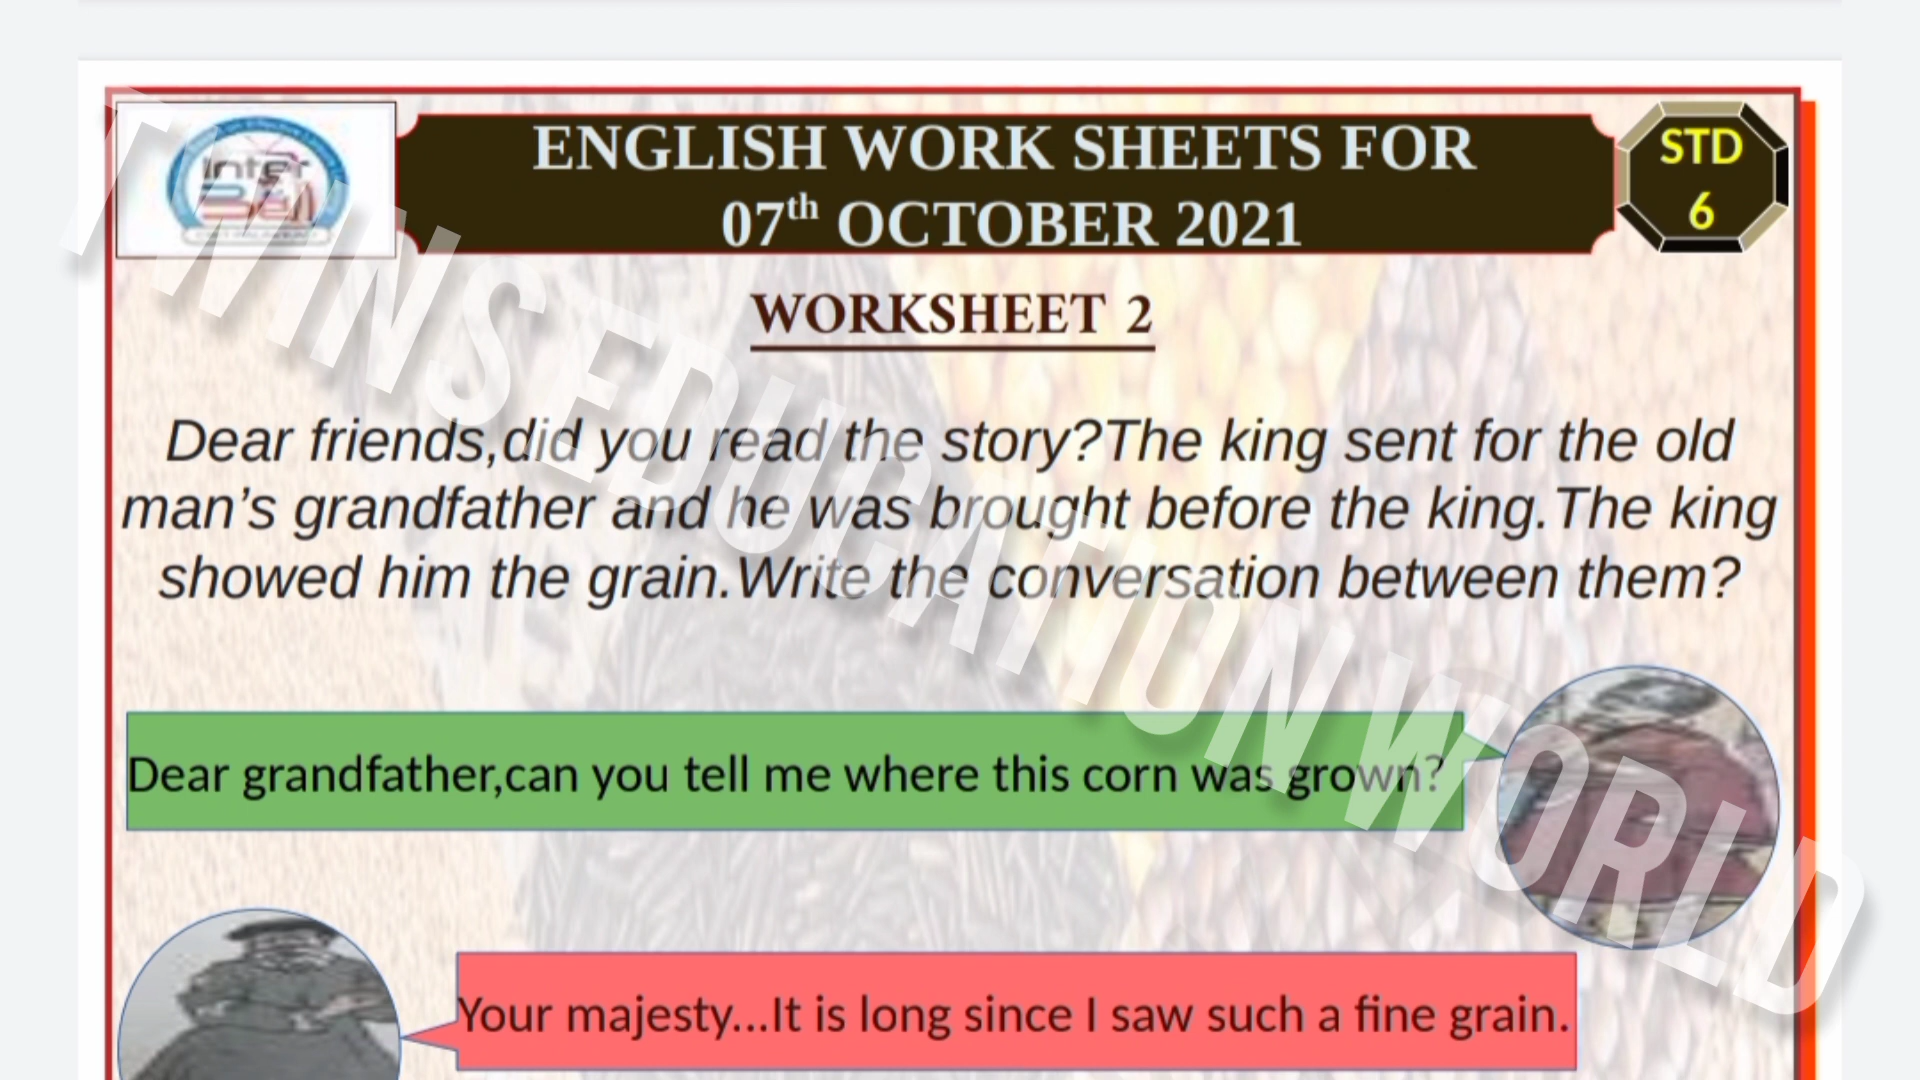 Inter
Bell
ENGLISH WORK SHEETS FOR
07th OCTOBER 2021
STD
6
WORKSHEET 2
Dear friends,did you read the story?The king sent for the old
man’s grandfather and he was brought before the king.The king
showed him the grain.Write the conversation between them?
Dear grandfather,can you tell me where this corn was grown?
Your majesty...It is long since I saw such a fine grain.
TWINS EDUCATION WORLD